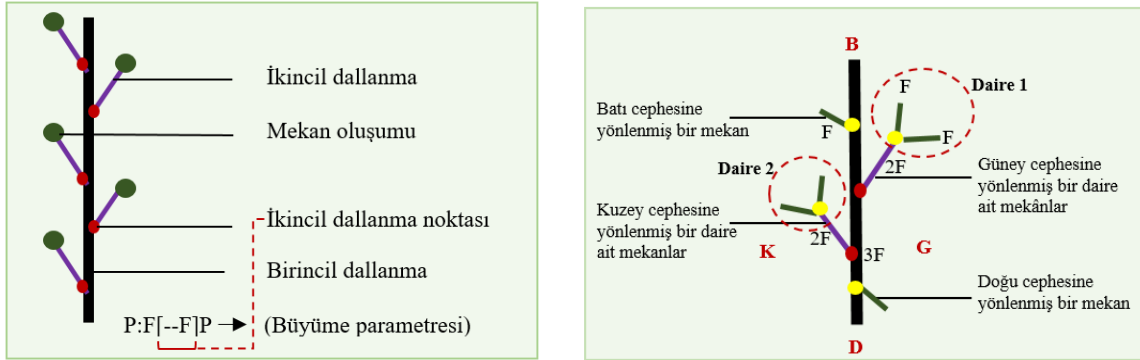 İkincil dallanma
Mekan oluşumu
İkincil dallanma noktası
Birincil dallanma
P:F⌈--F⌉P (Büyüme parametresi)
B
Daire 1
F
F
2F
Batı cephesine
yönlenmiş bir mekan
F
Güney cephesine
yönlenmiş bir daire
ait mekânlar
Daire 2
Kuzey cephesine
yönlenmiş bir daire
ait mekanlar
2F
K
3F
G
Doğu cephesine
yönlenmiş bir mekan
D